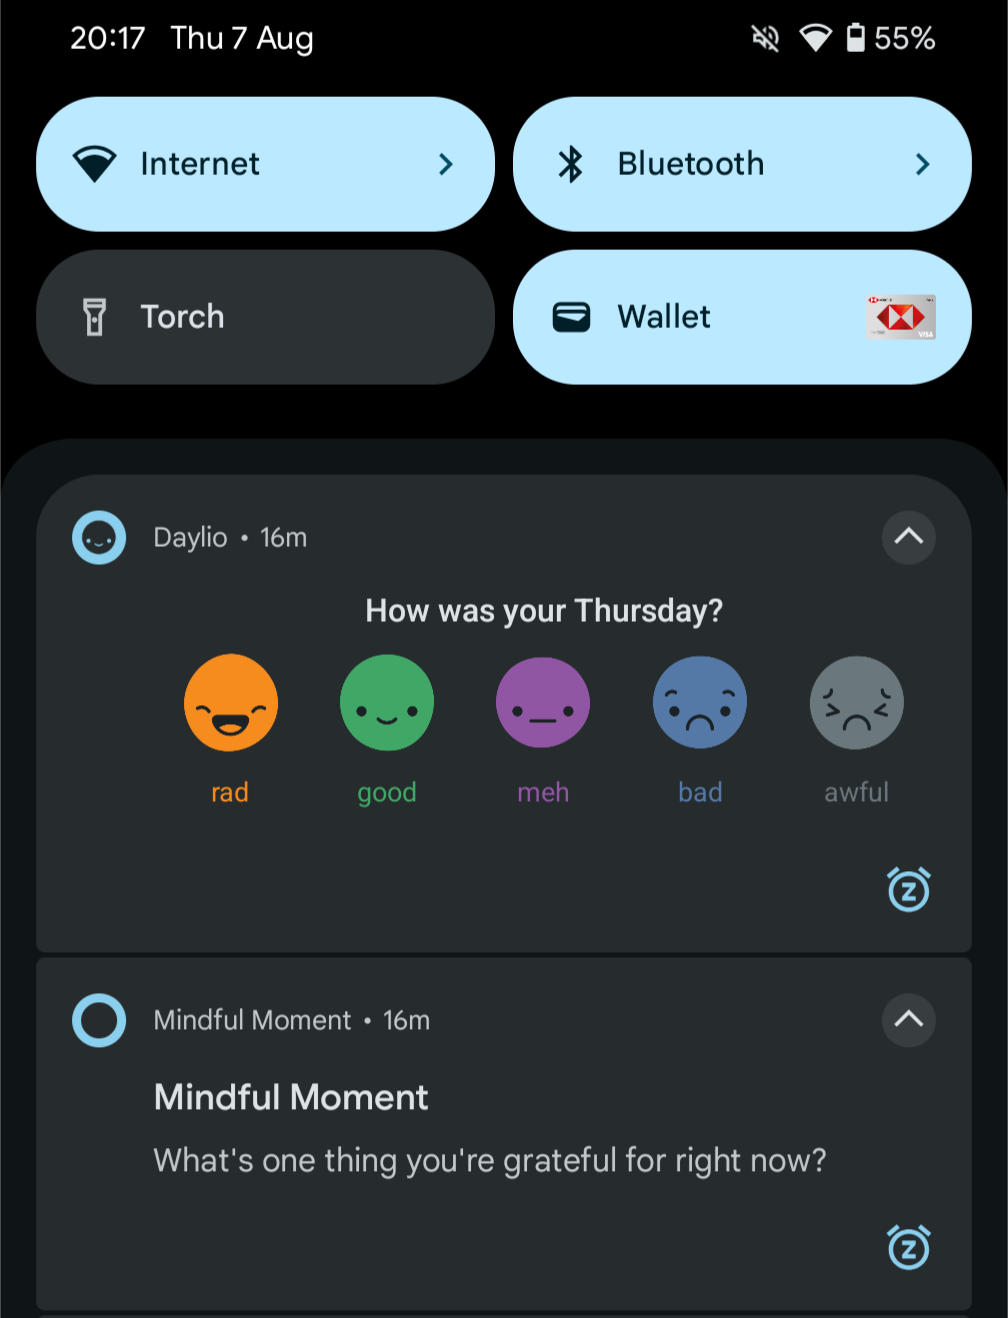 20:17 Thu 7 Aug 55%
Internet
Bluetooth
Torch
Wallet
VISA
Daylio • 16m
How was your Thursday?
rad good meh bad awful
Z
Mindful Moment • 16m
Mindful Moment
What's one thing you're grateful for right now?
Z